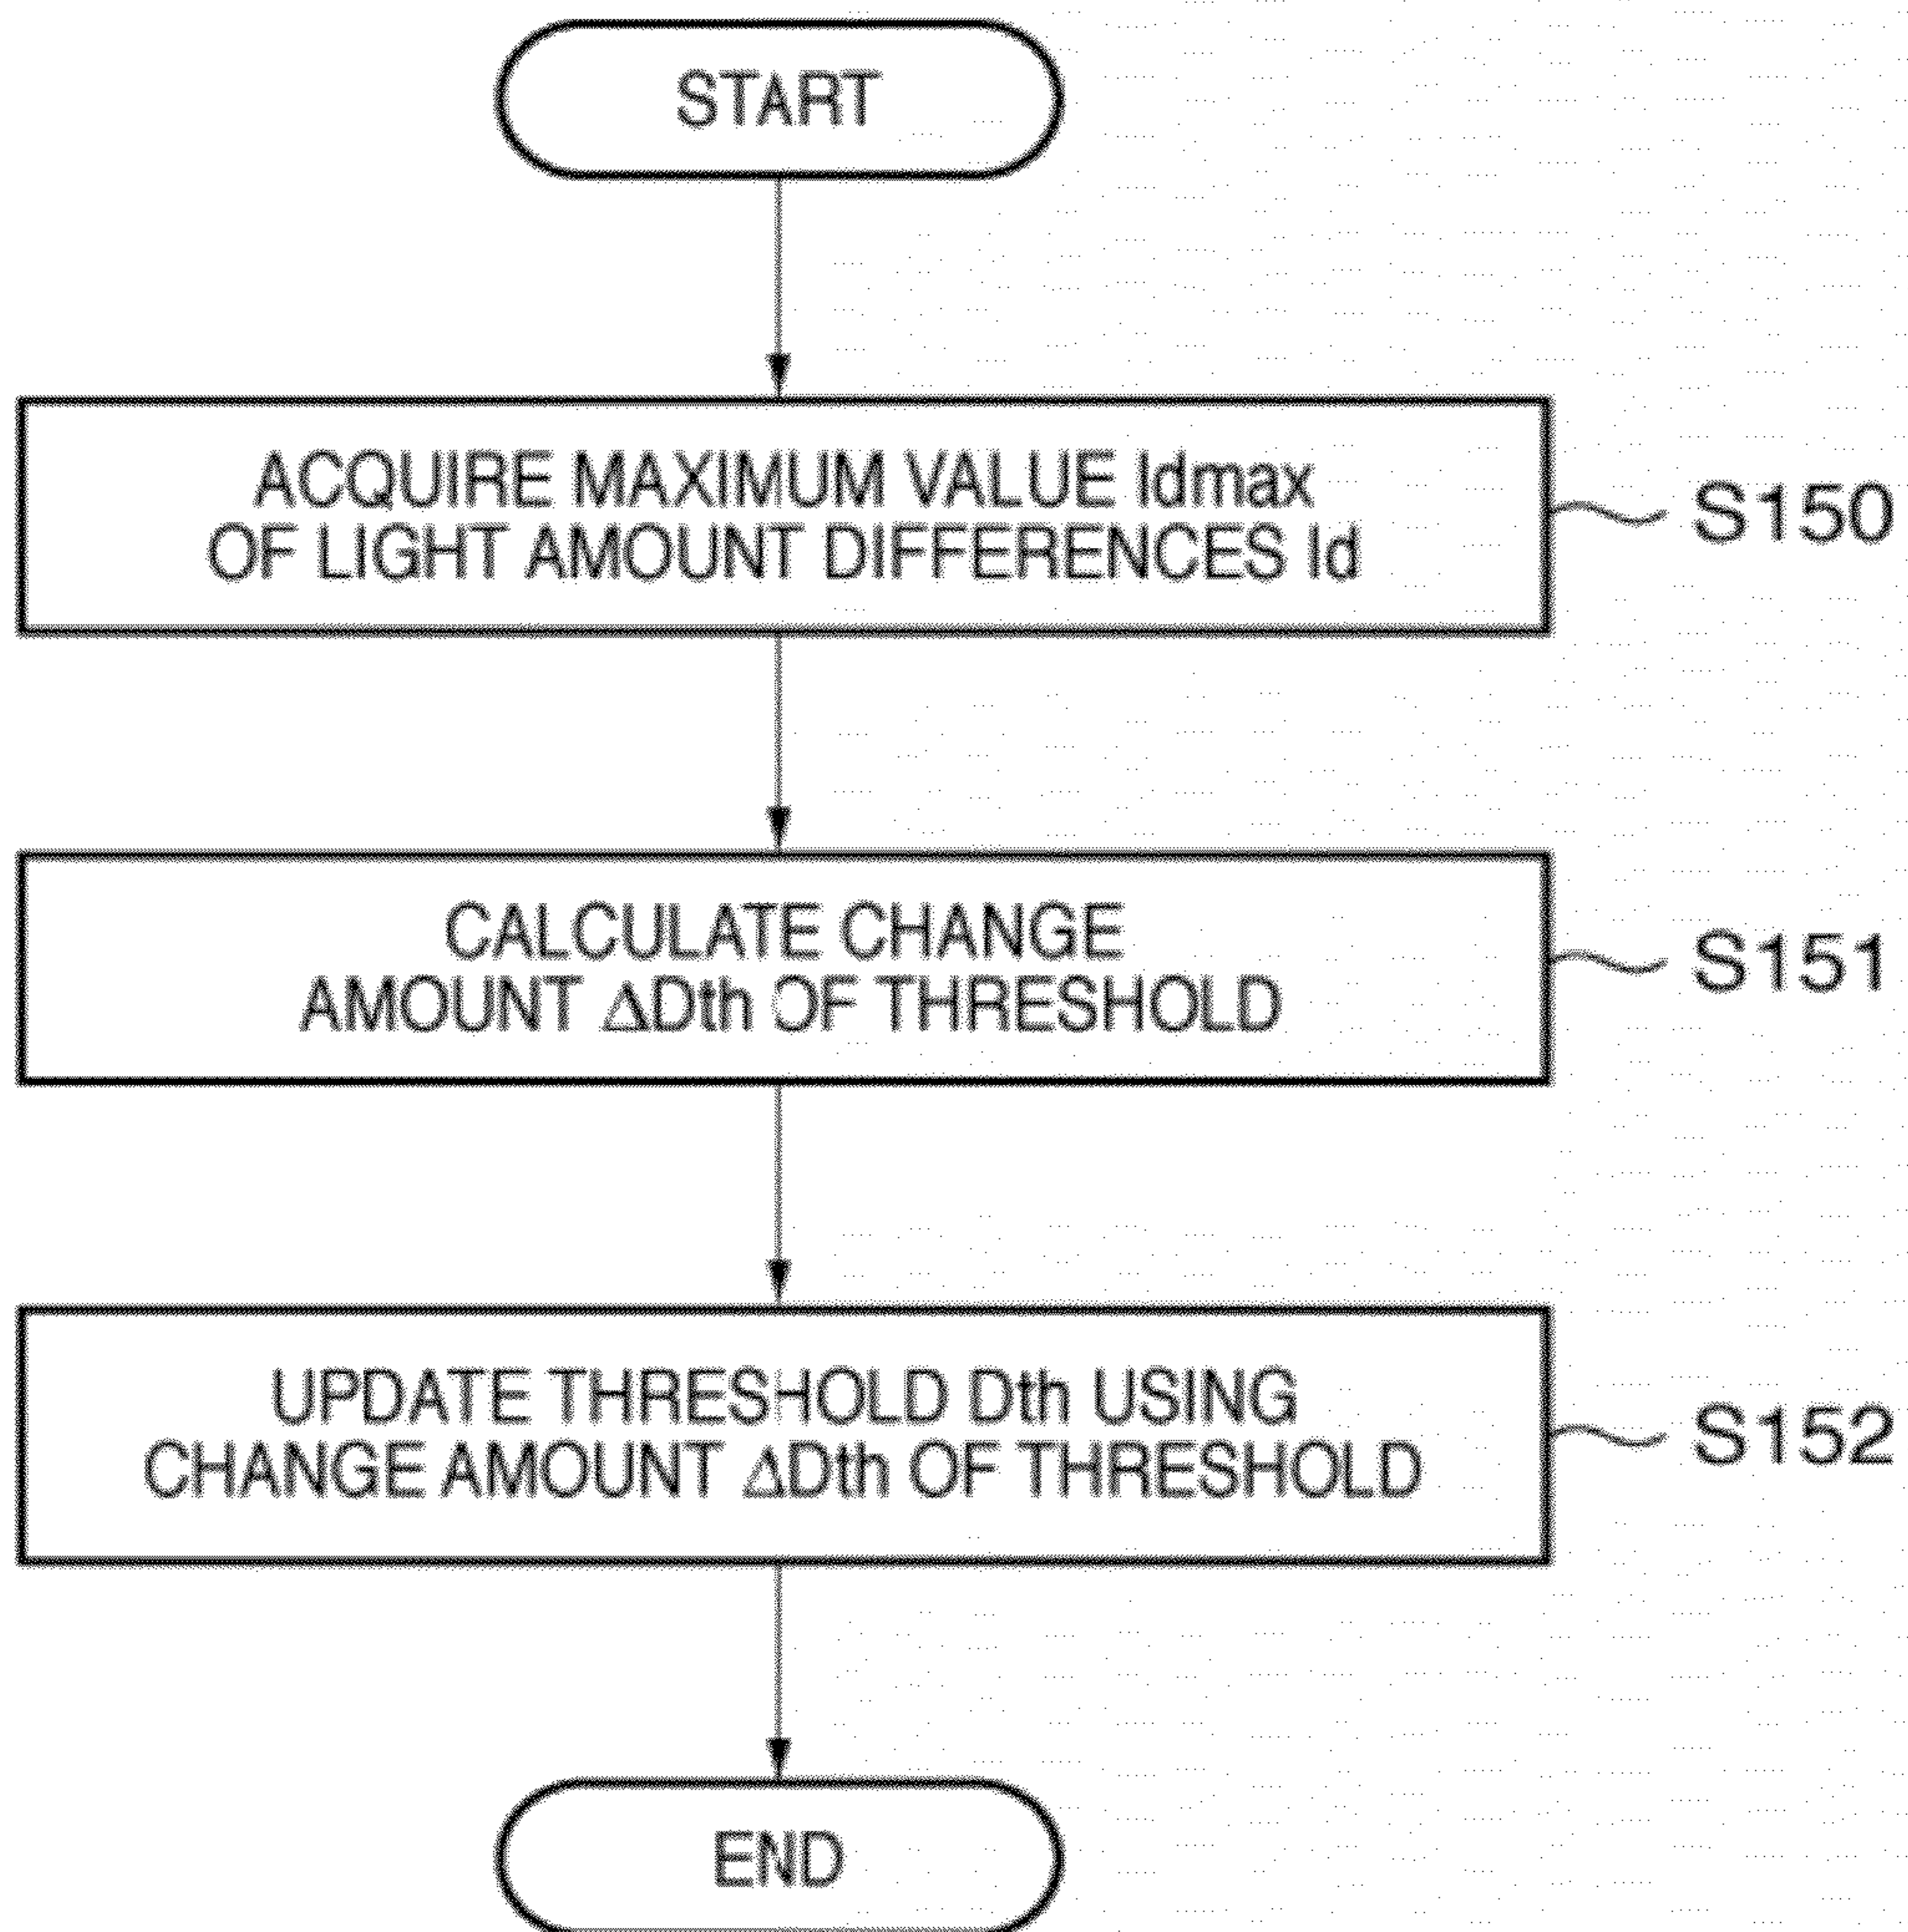 START
ACQUIRE MAXIMUM VALUE Idmax
OF LIGHT AMOUNT DIFFERENCES Id
S150
CALCULATE CHANGE
AMOUNT ΔDth OF THRESHOLD
S151
UPDATE THRESHOLD Dth USING
CHANGE AMOUNT ΔDth OF THRESHOLD
S152
END